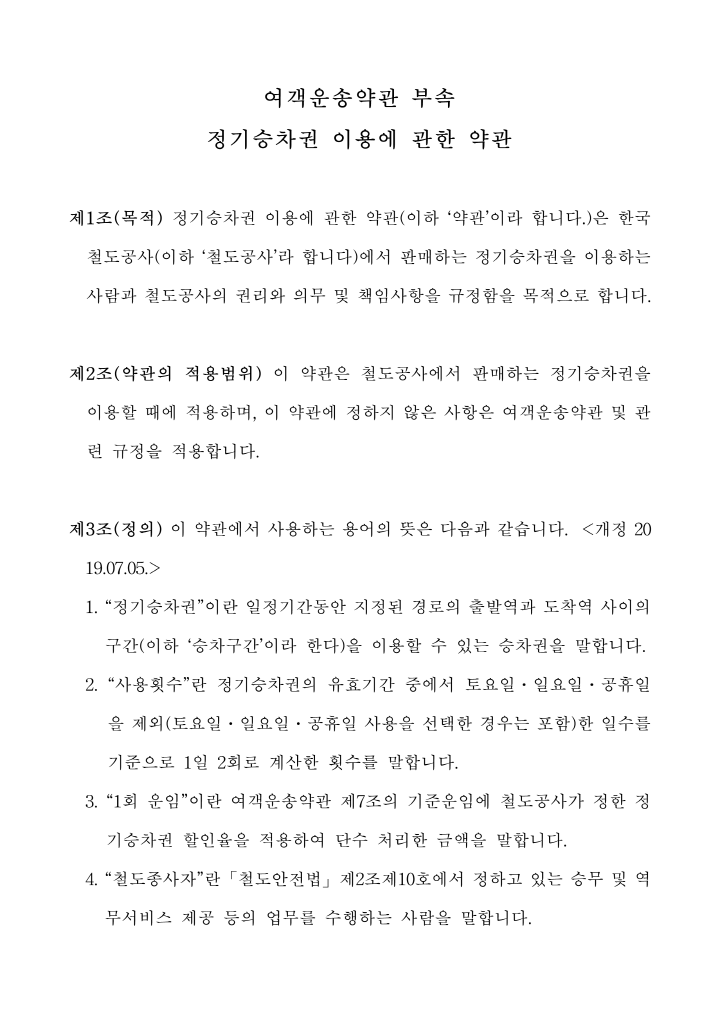 여객운송약관 부속
정기승차권 이용에 관한 약관
제1조(목적) 정기승차권 이용에 관한 약관(이하 ‘약관’이라 합니다.)은 한국
철도공사(이하 ‘철도공사’라 합니다)에서 판매하는 정기승차권을 이용하는
사람과 철도공사의 권리와 의무 및 책임사항을 규정함을 목적으로 합니다.
제2조(약관의 적용범위) 이 약관은 철도공사에서 판매하는 정기승차권을
이용할 때에 적용하며, 이 약관에 정하지 않은 사항은 여객운송약관 및 관
련 규정을 적용합니다.
제3조(정의) 이 약관에서 사용하는 용어의 뜻은 다음과 같습니다. <개정 20
19.07.05.>
1. “정기승차권”이란 일정기간동안 지정된 경로의 출발역과 도착역 사이의
구간(이하 ‘승차구간’이라 한다)을 이용할 수 있는 승차권을 말합니다.
2. “사용횟수”란 정기승차권의 유효기간 중에서 토요일・일요일・공휴일
을 제외(토요일・일요일・공휴일 사용을 선택한 경우는 포함)한 일수를
기준으로 1일 2회로 계산한 횟수를 말합니다.
3. “1회 운임”이란 여객운송약관 제7조의 기준운임에 철도공사가 정한 정
기승차권 할인율을 적용하여 단수 처리한 금액을 말합니다.
4. “철도종사자”란「철도안전법」제2조제10호에서 정하고 있는 승무 및 역
무서비스 제공 등의 업무를 수행하는 사람을 말합니다.